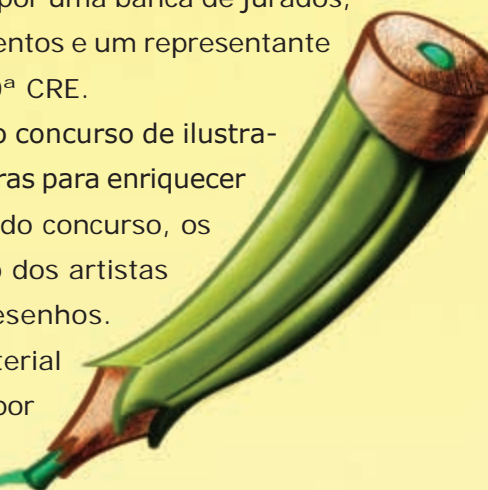 por uma banca de jurados,
entos e um representante
ª CRE.
o concurso de ilustra-
ras para enriquecer
do concurso, os
o dos artistas
esenhos.
terial
por